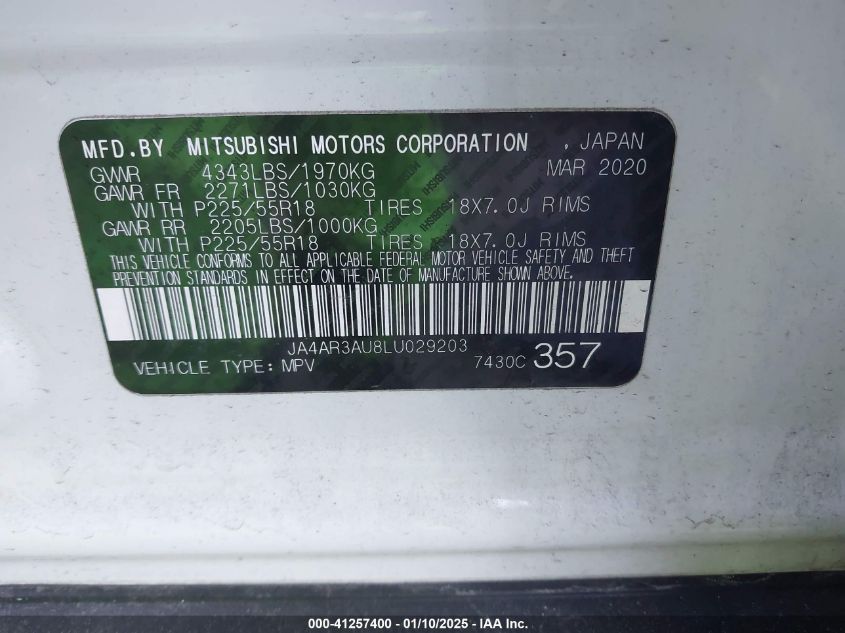 MFD.BY MITSUBISHI MOTORS CORPORATION , JAPAN
GVWR 4343LBS/1970KG MAR 2020
GAWR FR 2271LBS/1030KG
WITH P225/55R18 TIRES 18X7.0J RIMS
GAWR RR 2205LBS/1000KG
WITH P225/55R18 TIRES 18X7.0J RIMS
THIS VEHICLE CONFORMS TO ALL APPLICABLE FEDERAL MOTOR VEHICLE SAFETY AND THEFT
PREVENTION STANDARDS IN EFFECT ON THE DATE OF MANUFACTURE SHOWN ABOVE.
JA4AR3AU8LU029203
VEHICLE TYPE: MPV 7430C 357
000-41257400 - 01/10/2025 - © IAA Inc.